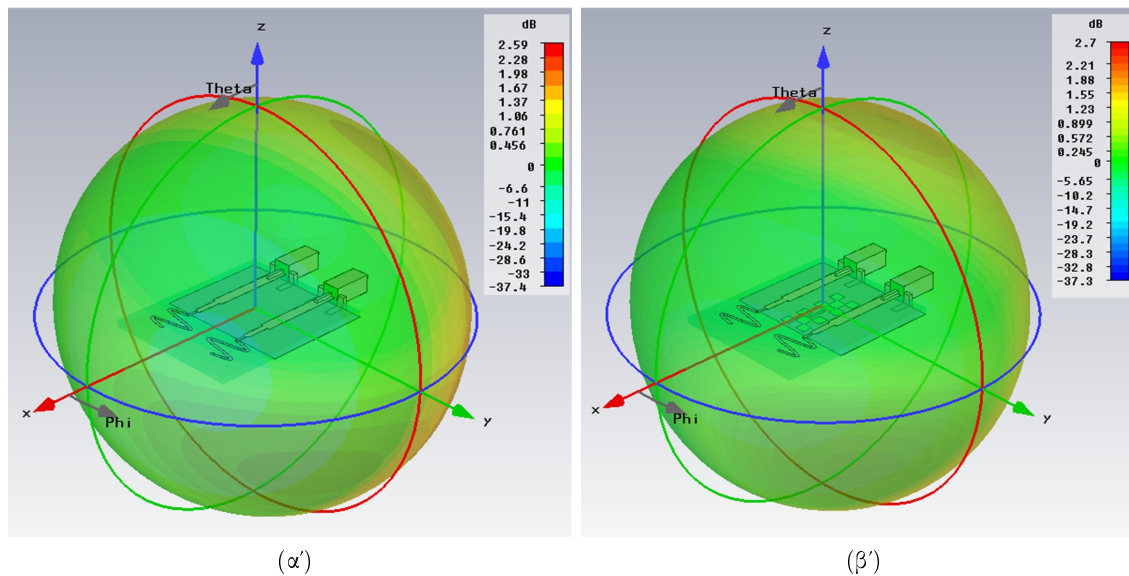 dB
2.59
2.28
1.98
1.67
1.37
1.06
0.761
0.456
0
-6.6
-11
-15.4
-19.8
-24.2
-28.6
-33
-37.4
z
Theta
x
Phi
y
(α')
dB
2.7
2.21
1.88
1.55
1.23
0.899
0.572
0.245
0
-5.65
-10.2
-14.7
-19.2
-23.7
-28.3
-32.8
-37.3
z
Theta
x
Phi
y
(β')